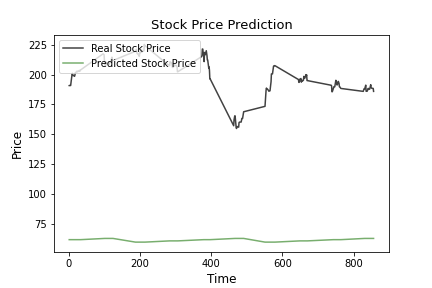 Stock Price Prediction
Real Stock Price
Predicted Stock Price
Price
225
200
175
150
125
100
75
0 200 400 600 800
Time